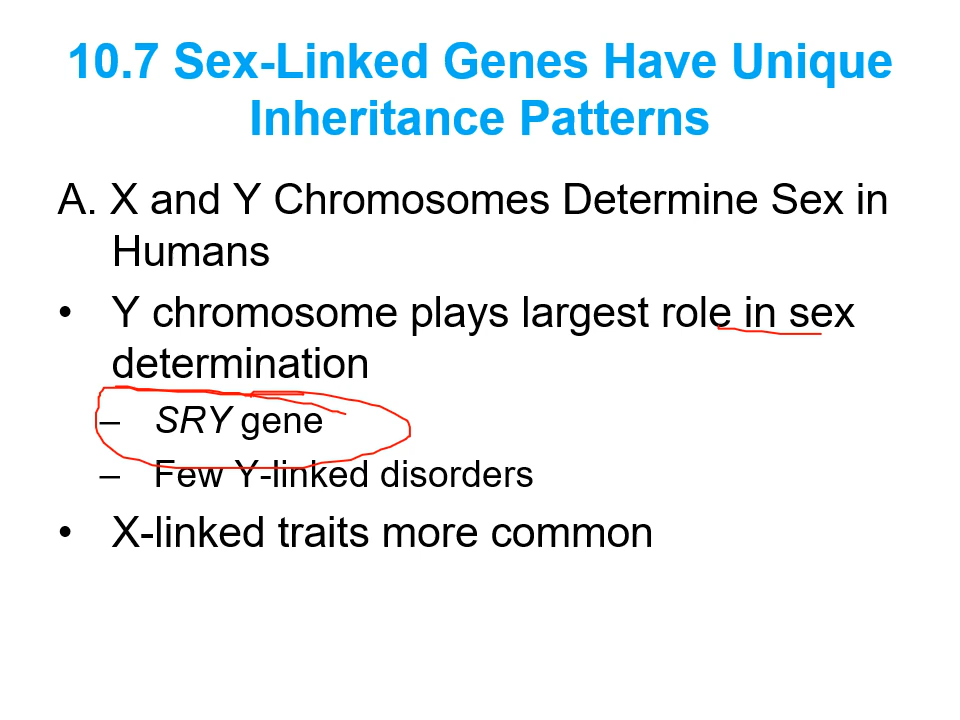 10.7 Sex-Linked Genes Have Unique
Inheritance Patterns
A. X and Y Chromosomes Determine Sex in
Humans
• Y chromosome plays largest role in sex
determination
– SRY gene
– Few Y-linked disorders
• X-linked traits more common